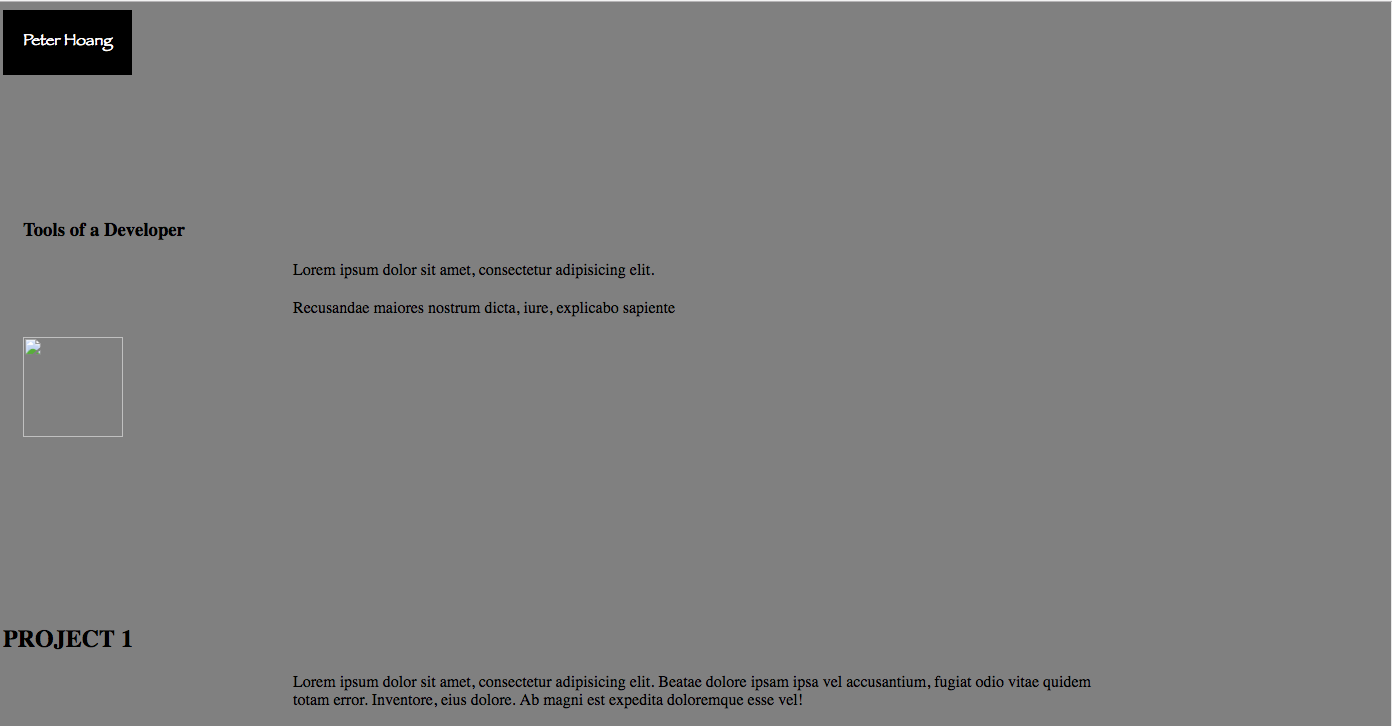 Peter Hoang
Tools of a Developer
Lorem ipsum dolor sit amet, consectetur adipisicing elit.
Recusandae maiores nostrum dicta, iure, explicabo sapiente
PROJECT 1
Lorem ipsum dolor sit amet, consectetur adipisicing elit. Beatae dolore ipsam ipsa vel accusantium, fugiat odio vitae quidem
totam error. Inventore, eius dolore. Ab magni est expedita doloremque esse vel!